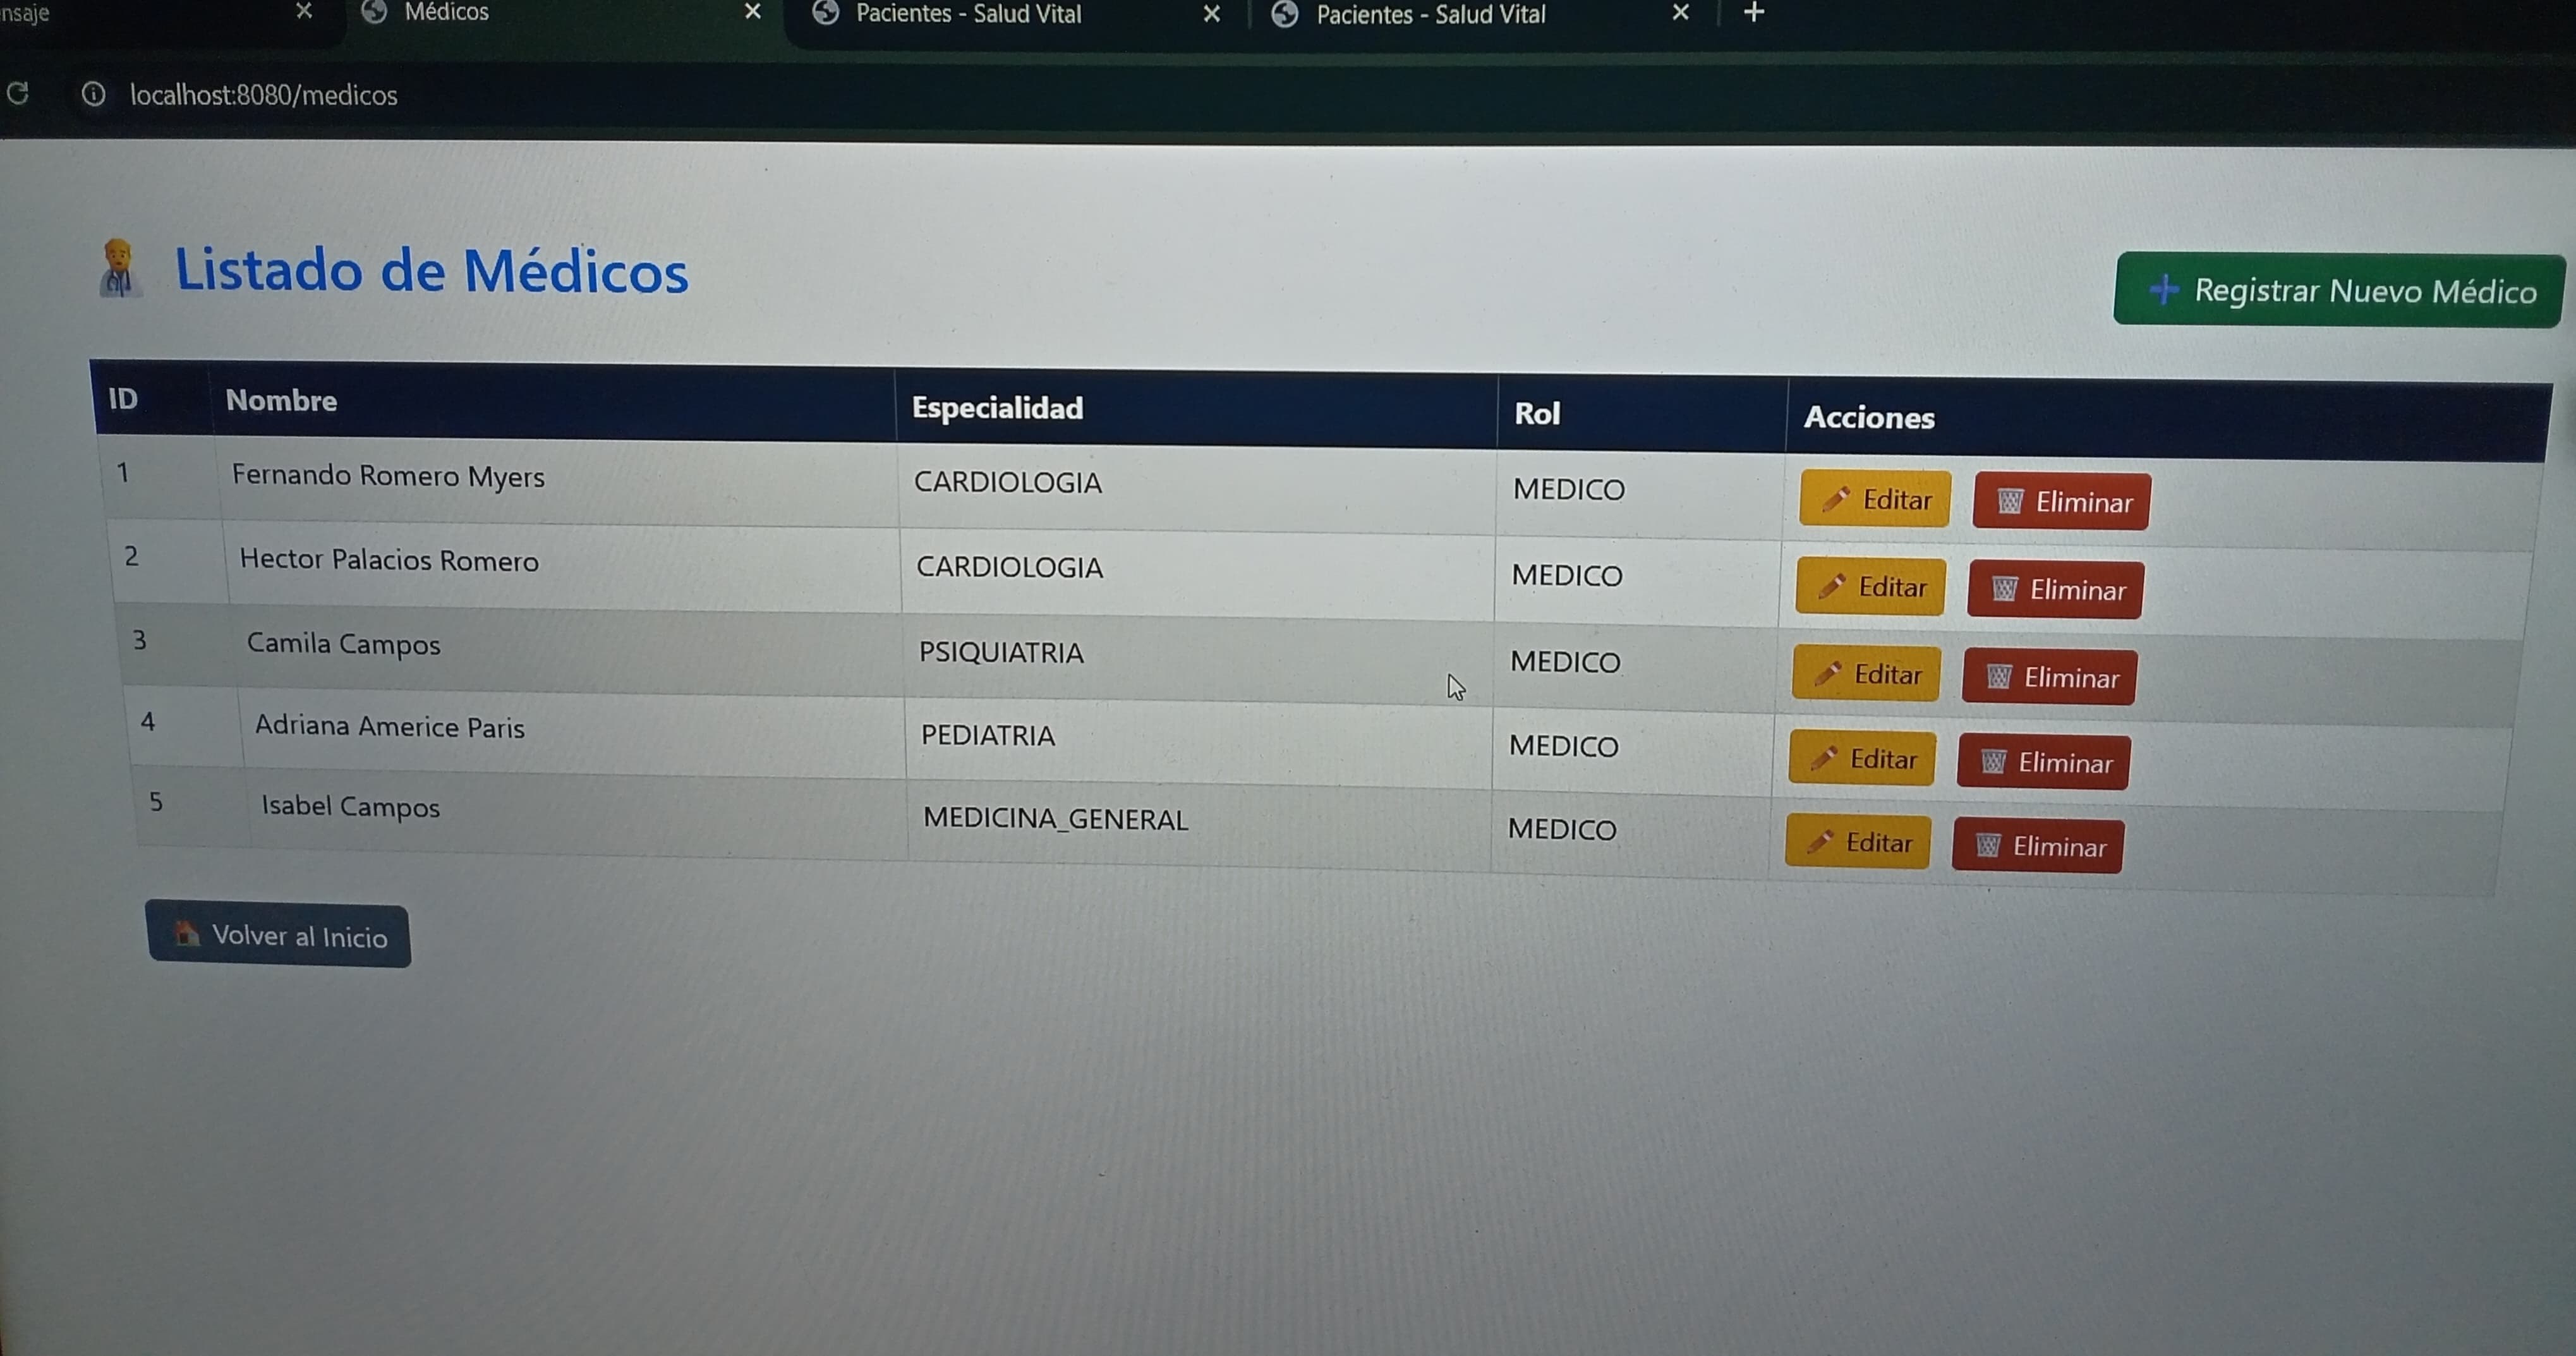 nsaje
Médicos
Pacientes - Salud Vital
Pacientes - Salud Vital
localhost:8080/medicos
Listado de Médicos
Registrar Nuevo Médico
ID Nombre Especialidad Rol Acciones
1 Fernando Romero Myers CARDIOLOGIA MEDICO Editar Eliminar
2 Hector Palacios Romero CARDIOLOGIA MEDICO Editar Eliminar
3 Camila Campos PSIQUIATRIA MEDICO Editar Eliminar
4 Adriana Americe Paris PEDIATRIA MEDICO Editar Eliminar
5 Isabel Campos MEDICINA_GENERAL MEDICO Editar Eliminar
Volver al Inicio